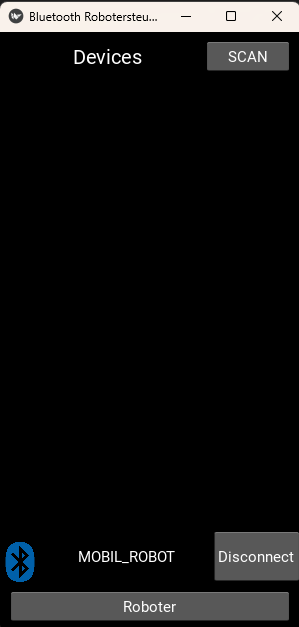 Bluetooth Robotersteu...
Devices
SCAN
MOBIL_ROBOT
Disconnect
Roboter